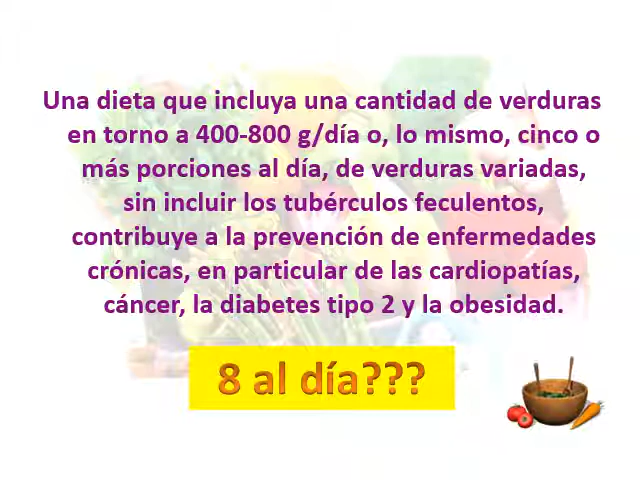 Una dieta que incluya una cantidad de verduras
en torno a 400-800 g/día o, lo mismo, cinco o
más porciones al día, de verduras variadas,
sin incluir los tubérculos feculentos,
contribuye a la prevención de enfermedades
crónicas, en particular de las cardiopatías,
cáncer, la diabetes tipo 2 y la obesidad.
8 al día???